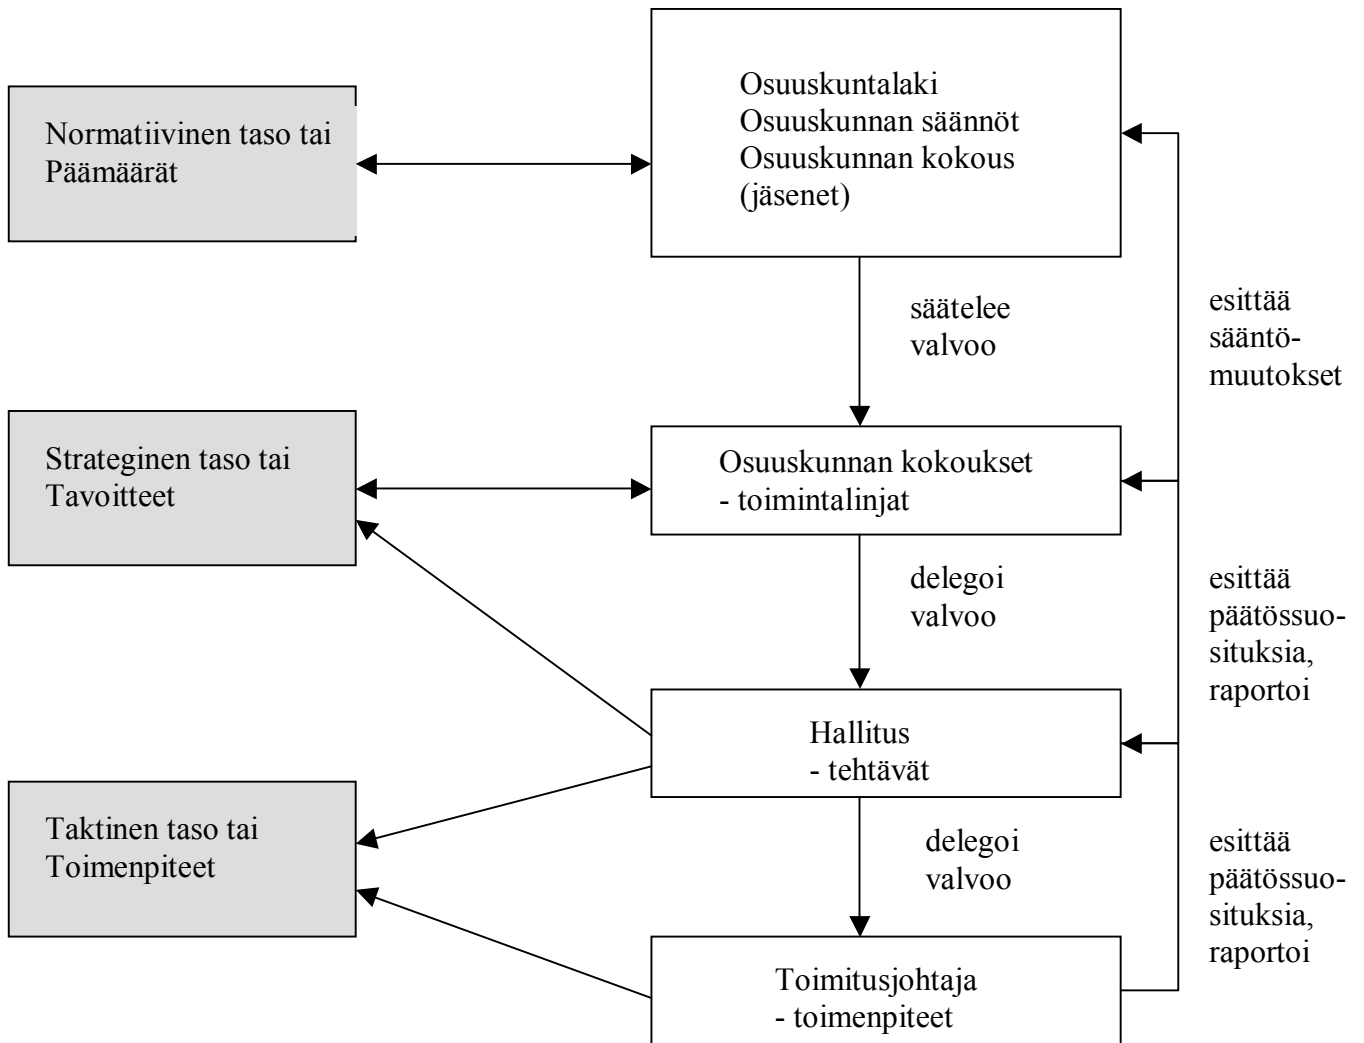 Osuuskuntalaki
Osuuskunnan säännöt
Osuuskunnan kokous
(jäsenet)
Normatiivinen taso tai
Päämäärät
säätelee
valvoo
esittää
sääntö-
muutokset
Strateginen taso tai
Tavoitteet
Osuuskunnan kokoukset
- toimintalinjat
delegoi
valvoo
esittää
päätössuo-
situksia,
raportoi
Hallitus
- tehtävät
Taktinen taso tai
Toimenpiteet
delegoi
valvoo
esittää
päätössuo-
situksia,
raportoi
Toimitusjohtaja
- toimenpiteet